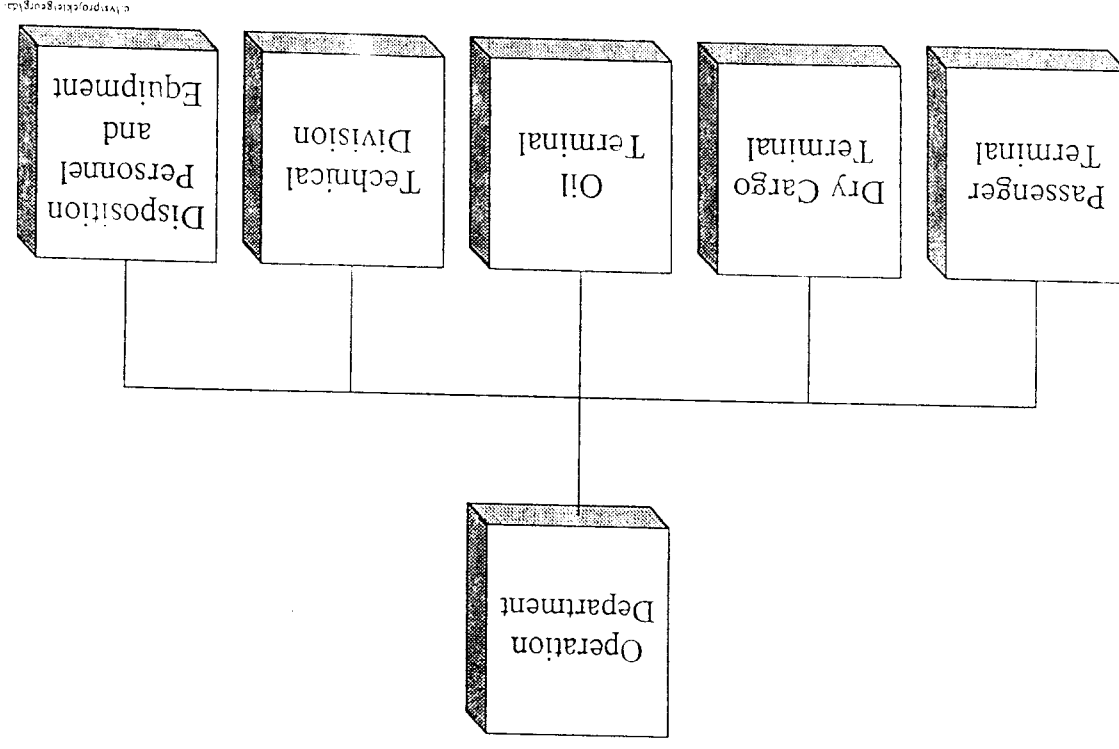 Operation
Department
Passenger
Terminal
Dry Cargo
Terminal
Oil
Terminal
Technical
Division
Disposition
Personnel
and
Equipment